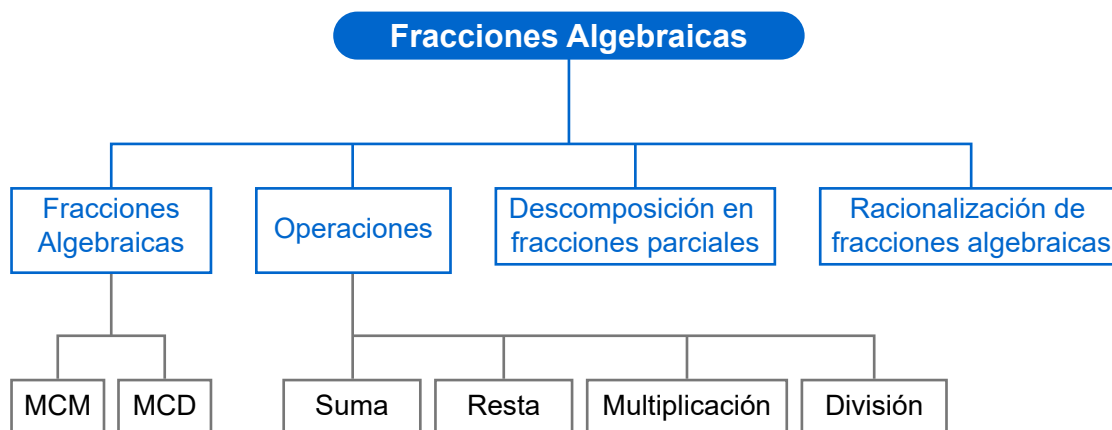 Fracciones Algebraicas
Fracciones
Algebraicas
Operaciones
Descomposición en
fracciones parciales
Racionalización de
fracciones algebraicas
MCM
MCD
Suma
Resta
Multiplicación
División